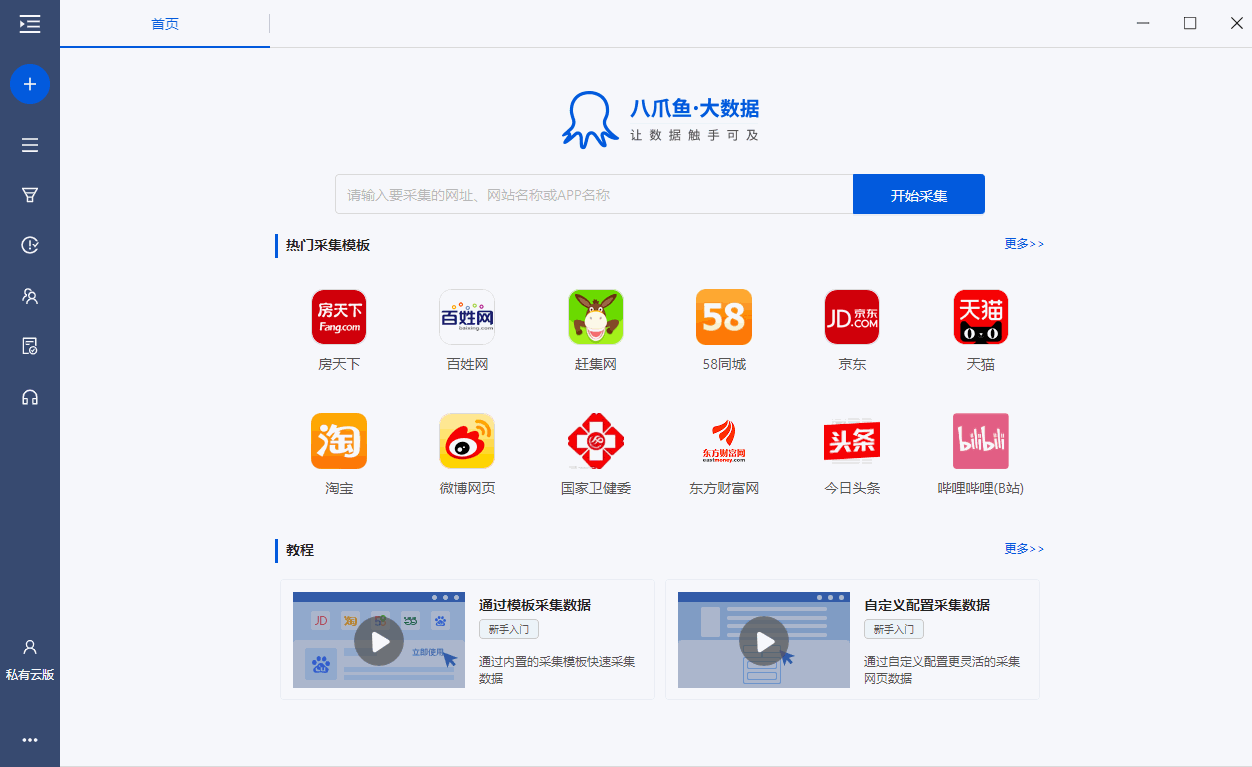 首页
八爪鱼·大数据
让数据触手可及
请输入要采集的网址、网站名称或APP名称
开始采集
热门采集模板
更多>>
房天下
Fang.com
百姓网
baixing.com
58
JD 京东
.COM
天猫
房天下
百姓网
赶集网
58同城
京东
天猫
淘
东方财富网
eastmoney.com
头条
bilibili
淘宝
微博网页
国家卫健委
东方财富网
今日头条
哔哩哔哩(B站)
教程
更多>>
JD
淘
立即使用
通过模板采集数据
新手入门
通过内置的采集模板快速采集
数据
自定义配置采集数据
新手入门
通过自定义配置更灵活的采集
网页数据
私有云版